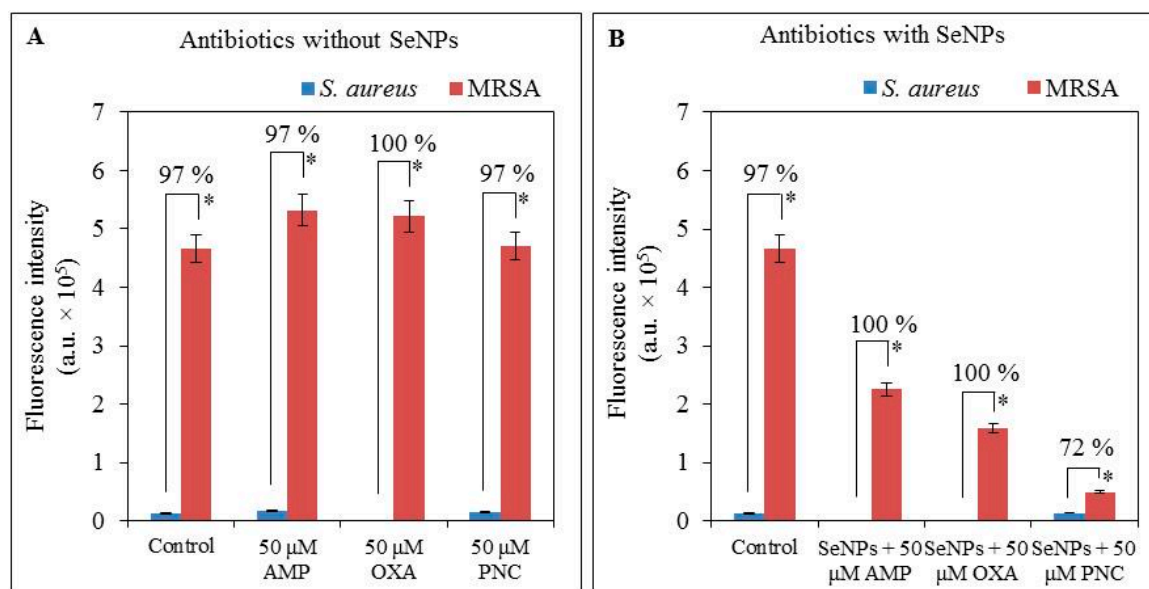 A
Antibiotics without SeNPs
S. aureus MRSA
Fluorescence intensity
(a.u. × 10⁵)
7
6
5
4
3
2
1
0
97 %
*
97 %
*
100 %
*
97 %
*
Control
50 µM
AMP
50 µM
OXA
50 µM
PNC
B
Antibiotics with SeNPs
S. aureus MRSA
Fluorescence intensity
(a.u. × 10⁵)
7
6
5
4
3
2
1
0
97 %
*
100 %
*
100 %
*
72 %
*
Control
SeNPs + 50
µM AMP
SeNPs + 50
µM OXA
SeNPs + 50
µM PNC